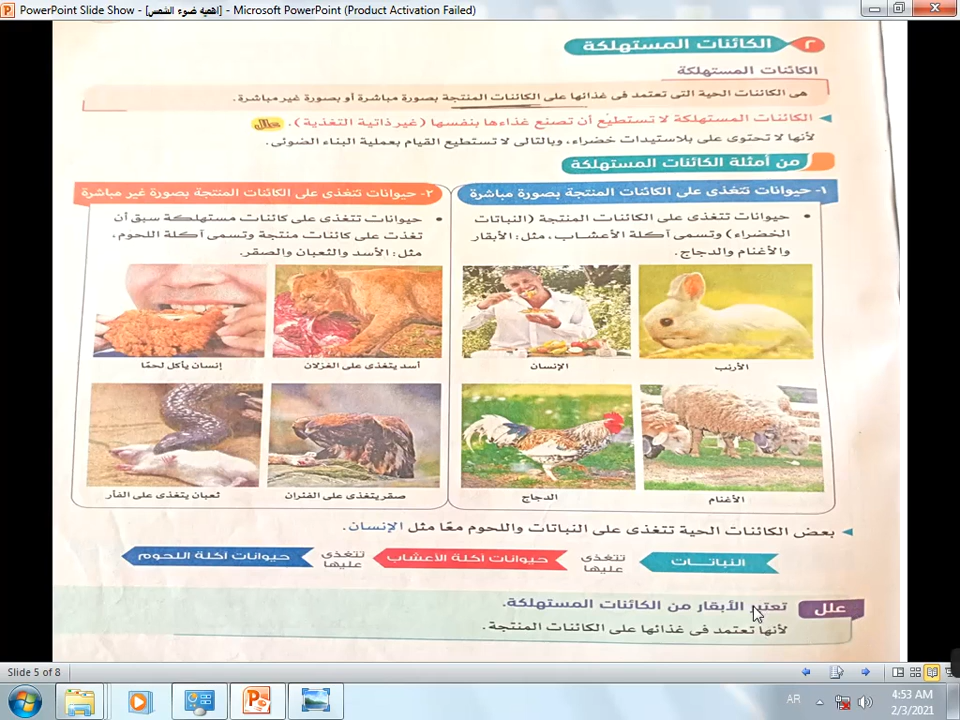 PowerPoint Slide Show - [اهمية ضوء الشمس] - Microsoft PowerPoint (Product Activation Failed)
٢ الكائنات المستهلكة
الكائنات المستهلكة
هى الكائنات الحية التى تعتمد فى غذائها على الكائنات المنتجة بصورة مباشرة أو بصورة غير مباشرة.
الكائنات المستهلكة لا تستطيع أن تصنع غذاءها بنفسها (غير ذاتية التغذية). علل
لأنها لا تحتوى على بلاستيدات خضراء، وبالتالى لا تستطيع القيام بعملية البناء الضوئى.
من أمثلة الكائنات المستهلكة
١- حيوانات تتغذى على الكائنات المنتجة بصورة مباشرة
• حيوانات تتغذى على الكائنات المنتجة (النباتات
الخضراء) وتسمى آكلة الأعشاب، مثل: الأبقار
والأغنام والدجاج.
الأرنب
الإنسان
الأغنام
الدجاج
٢- حيوانات تتغذى على الكائنات المنتجة بصورة غير مباشرة
• حيوانات تتغذى على كائنات مستهلكة سبق أن
تغذت على كائنات منتجة وتسمى آكلة اللحوم،
مثل: الأسد والثعبان والصقر.
أسد يتغذى على الغزلان
إنسان يأكل لحمًا
صقر يتغذى على الفئران
ثعبان يتغذى على الفأر
بعض الكائنات الحية تتغذى على النباتات واللحوم معًا مثل الإنسان.
النباتات
تتغذى
عليها
حيوانات آكلة الأعشاب
تتغذى
عليها
حيوانات آكلة اللحوم
علل تعتبر الأبقار من الكائنات المستهلكة.
لأنها تعتمد فى غذائها على الكائنات المنتجة.
Slide 5 of 8
AR
4:53 AM
2/3/2021